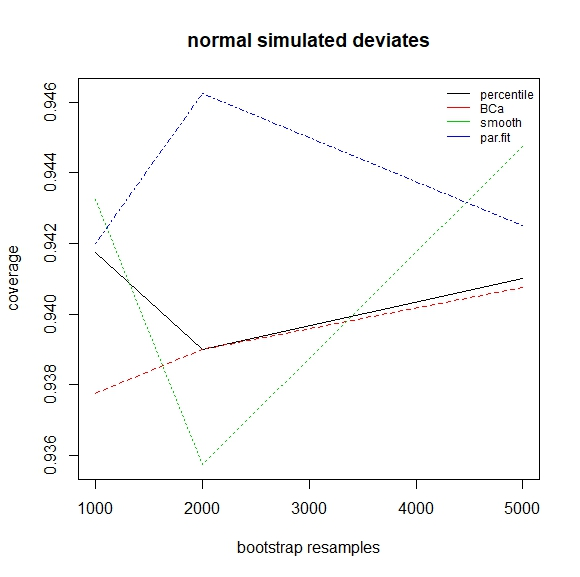 normal simulated deviates
percentile
BCa
smooth
par.fit
0.946
0.944
0.942
0.940
0.938
0.936
coverage
1000 2000 3000 4000 5000
bootstrap resamples